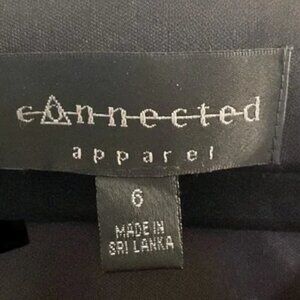 connected
apparel
6
MADE IN
SRI LANKA